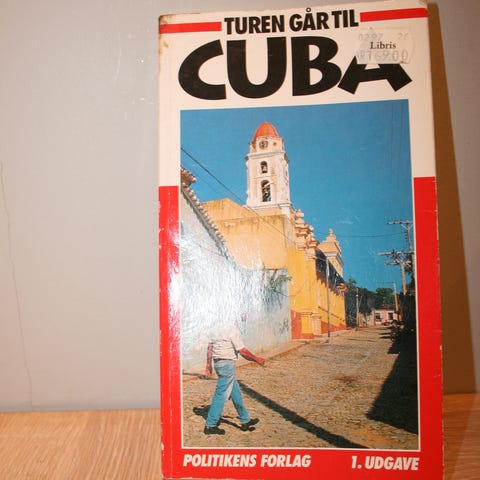 TUREN GÅR TIL
CUBA
Libris
POLITIKENS FORLAG
1. UDGAVE